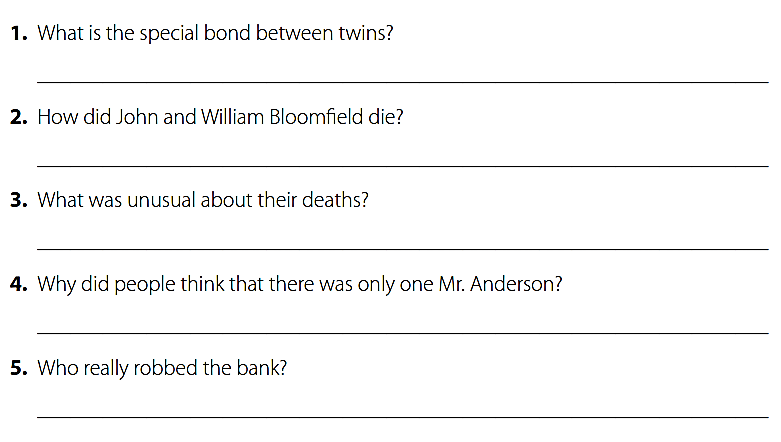 1. What is the special bond between twins?
2. How did John and William Bloomfield die?
3. What was unusual about their deaths?
4. Why did people think that there was only one Mr. Anderson?
5. Who really robbed the bank?